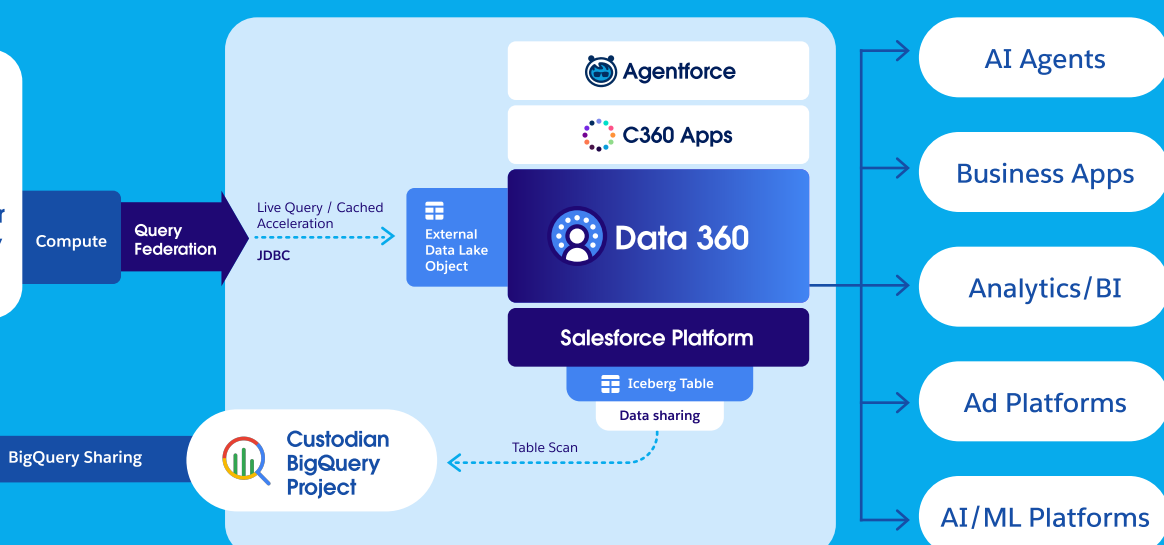 Compute
Query
Federation
Live Query / Cached
Acceleration
JDBC
External
Data Lake
Object
Agentforce
C360 Apps
Data 360
Salesforce Platform
Iceberg Table
Data sharing
Table Scan
BigQuery Sharing
Custodian
BigQuery
Project
AI Agents
Business Apps
Analytics/BI
Ad Platforms
AI/ML Platforms